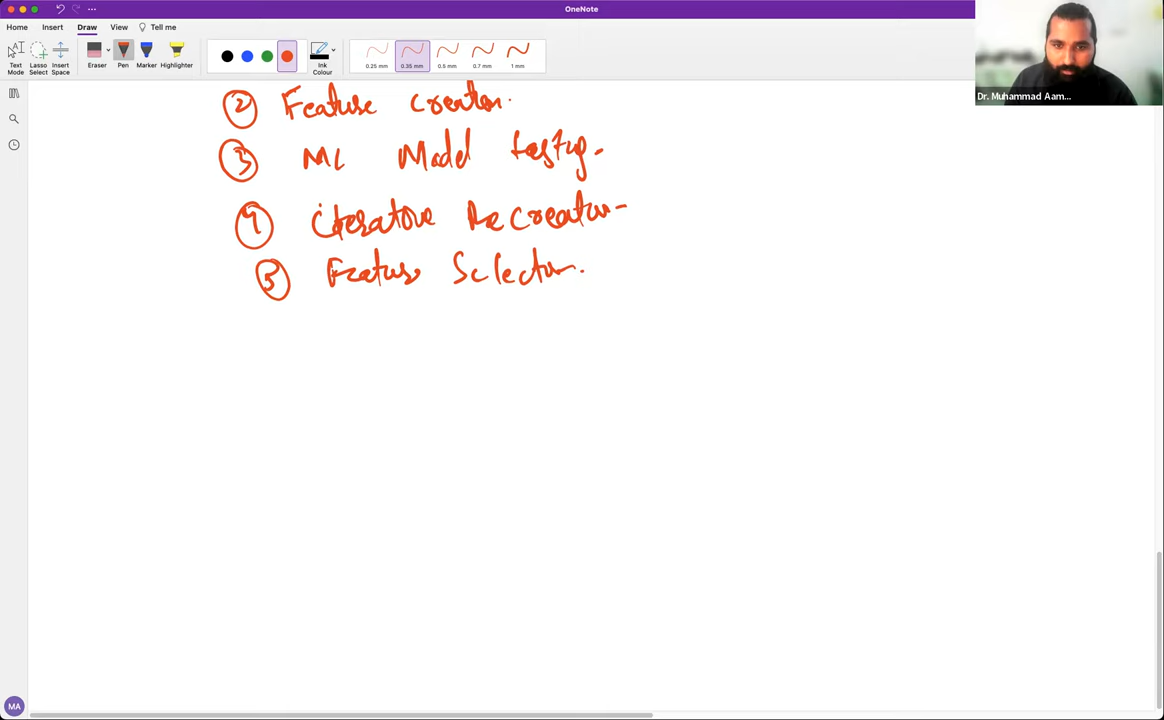 OneNote
Home Insert Draw View Tell me
Text Mode Lasso Select Insert Space Eraser Pen Marker Highlighter Ink Colour 0.25 mm 0.35 mm 0.5 mm 0.7 mm 1 mm
Dr. Muhammad Aam...
② Feature Creation.
③ ML Model testing.
④ iterative Recreation-
⑤ Feature Selection.
MA